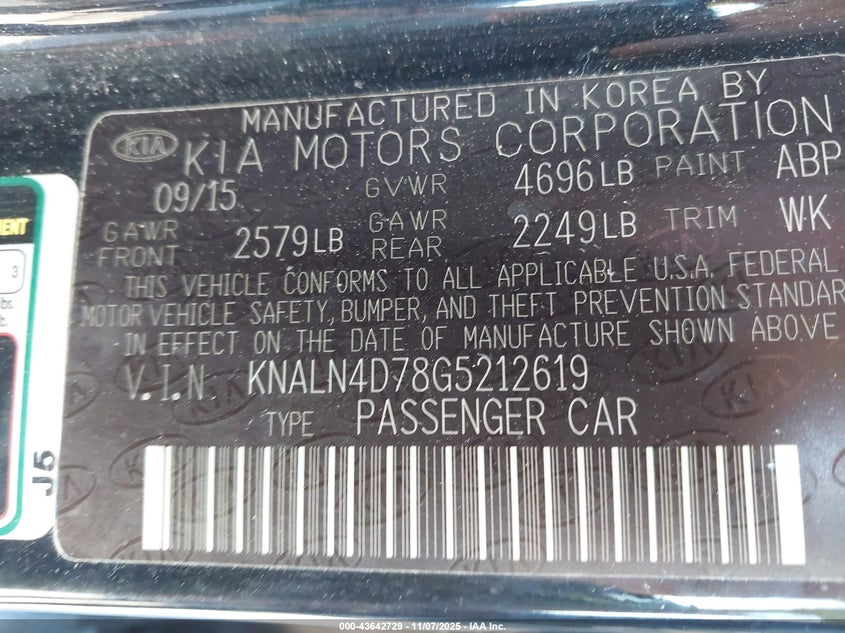 MANUFACTURED IN KOREA BY
KIA KIA MOTORS CORPORATION
09/15 GVWR 4696LB PAINT ABP
GAWR FRONT 2579LB GAWR REAR 2249LB TRIM WK
THIS VEHICLE CONFORMS TO ALL APPLICABLE U.S.A. FEDERAL
MOTOR VEHICLE SAFETY, BUMPER, AND THEFT PREVENTION STANDAR
IN EFFECT ON THE DATE OF MANUFACTURE SHOWN ABOVE
V.I.N. KNALN4D78G5212619
TYPE PASSENGER CAR
3
J5
000-43642729 - 11/07/2025 - IAA Inc.